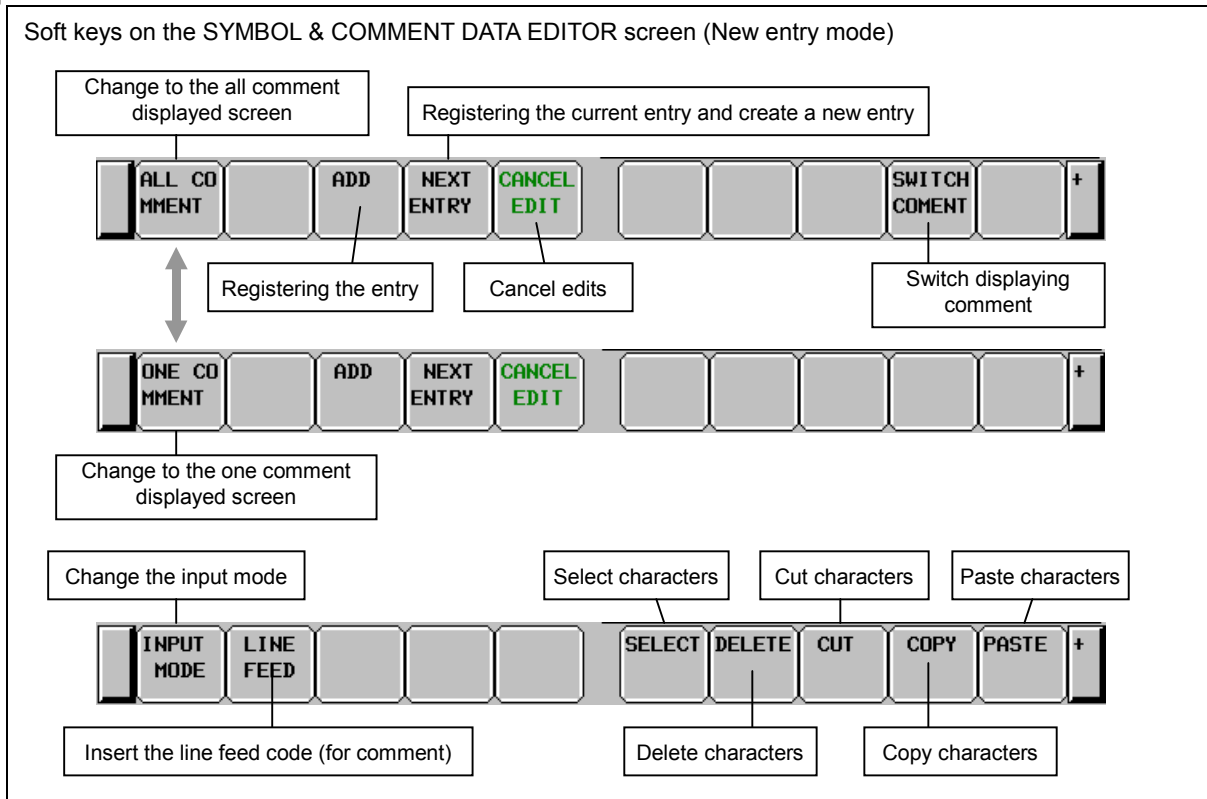 Soft keys on the SYMBOL & COMMENT DATA EDITOR screen (New entry mode)
Change to the all comment
displayed screen
Registering the current entry and create a new entry
ALL CO
MMENT
ADD
NEXT
ENTRY
CANCEL
EDIT
SWITCH
COMENT
+
Registering the entry
Cancel edits
Switch displaying
comment
ONE CO
MMENT
ADD
NEXT
ENTRY
CANCEL
EDIT
+
Change to the one comment
displayed screen
Change the input mode
Select characters
Cut characters
Paste characters
INPUT
MODE
LINE
FEED
SELECT
DELETE
CUT
COPY
PASTE
+
Insert the line feed code (for comment)
Delete characters
Copy characters